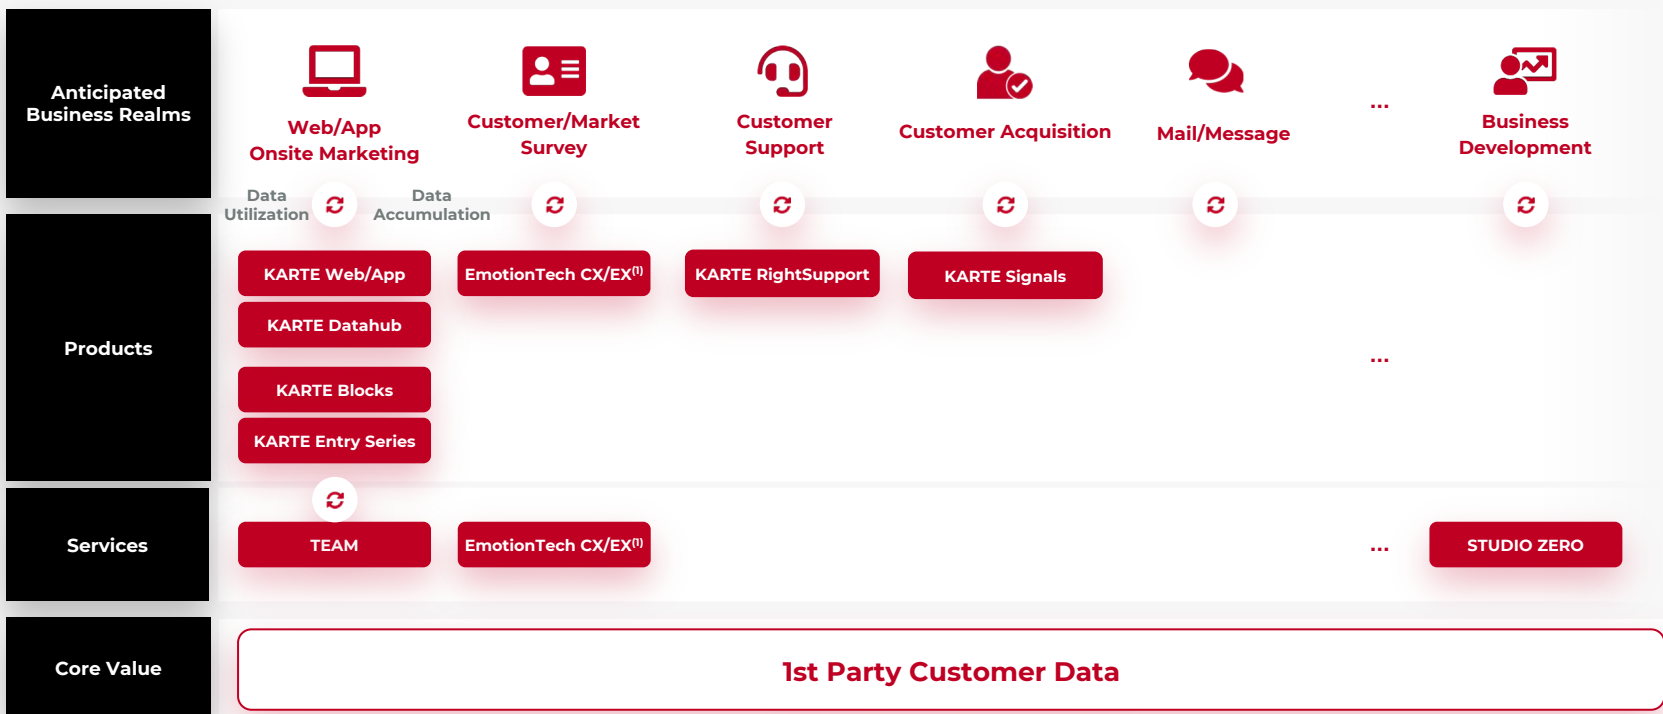 Anticipated
Business Realms
Web/App
Onsite Marketing
Customer/Market
Survey
Customer
Support
Customer Acquisition
Mail/Message
...
Business
Development
Data
Utilization
Data
Accumulation
Products
KARTE Web/App
EmotionTech CX/EX(1)
KARTE RightSupport
KARTE Signals
KARTE Datahub
KARTE Blocks
KARTE Entry Series
...
Services
TEAM
EmotionTech CX/EX(1)
...
STUDIO ZERO
Core Value
1st Party Customer Data